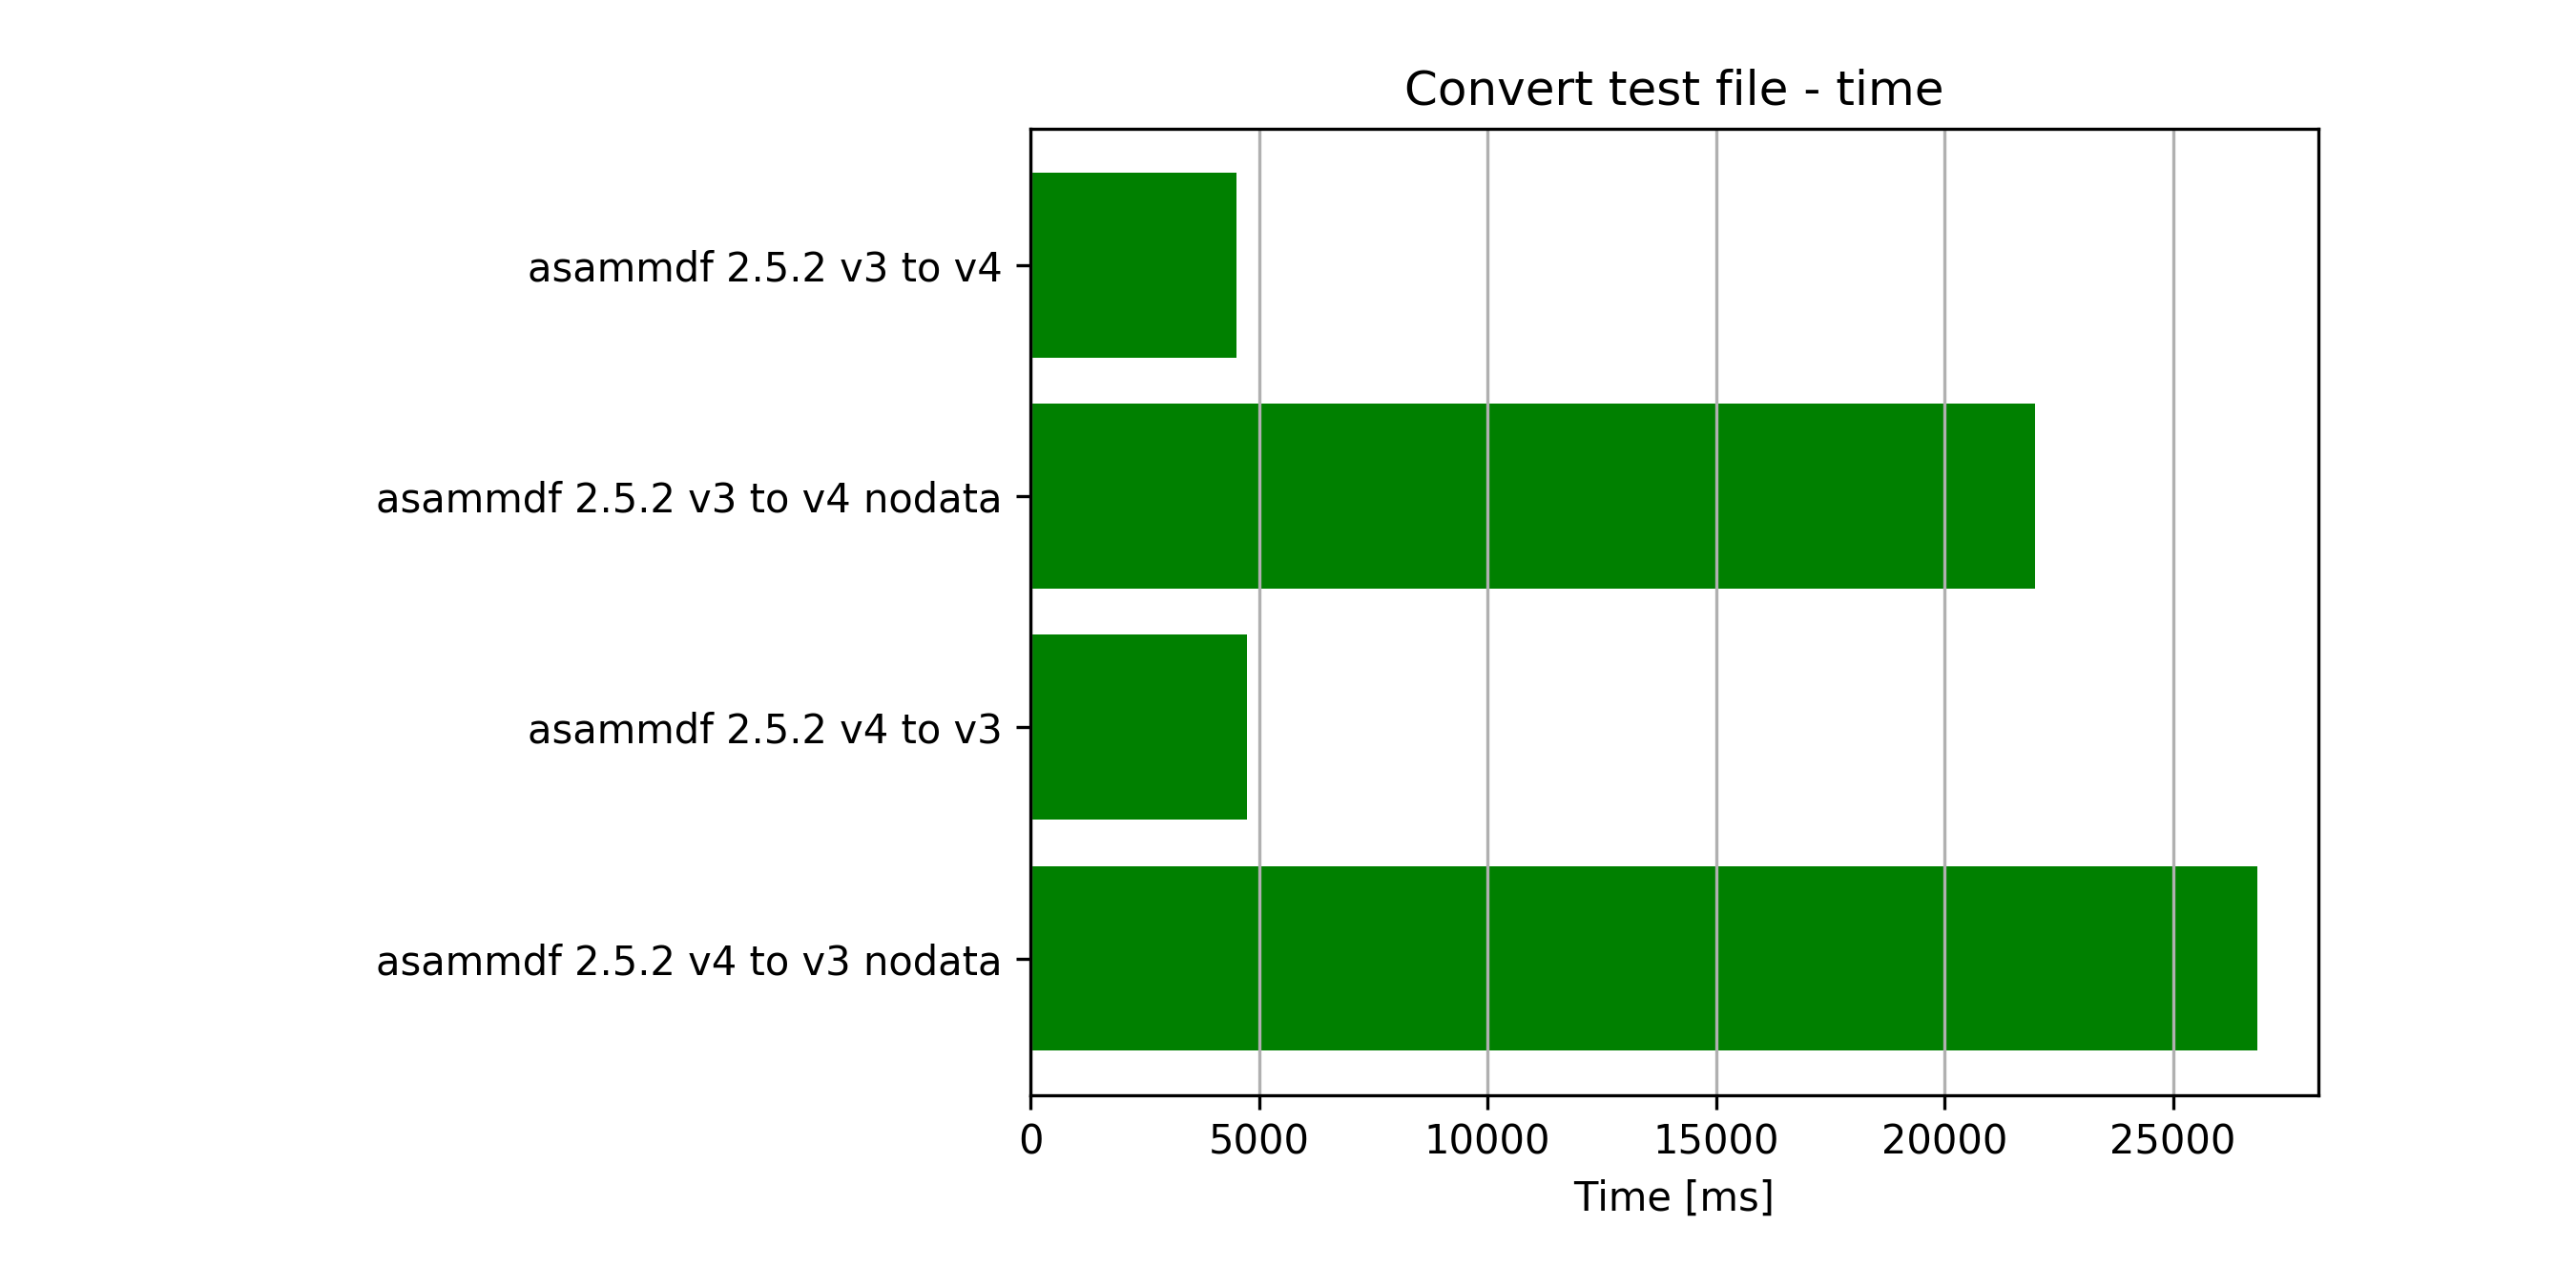 Convert test file - time
asammdf 2.5.2 v3 to v4
asammdf 2.5.2 v3 to v4 nodata
asammdf 2.5.2 v4 to v3
asammdf 2.5.2 v4 to v3 nodata
0 5000 10000 15000 20000 25000
Time [ms]